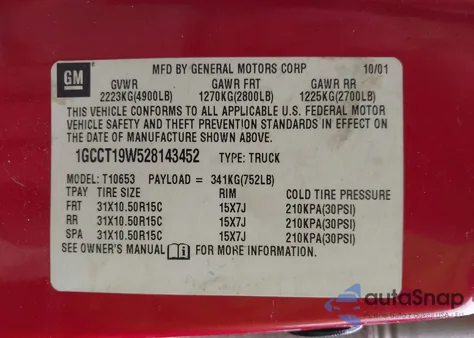 GM
MFD BY GENERAL MOTORS CORP 10/01
GVWR GAWR FRT GAWR RR
2223KG(4900LB) 1270KG(2800LB) 1225KG(2700LB)
THIS VEHICLE CONFORMS TO ALL APPLICABLE U.S. FEDERAL MOTOR
VEHICLE SAFETY AND THEFT PREVENTION STANDARDS IN EFFECT ON
THE DATE OF MANUFACTURE SHOWN ABOVE.
1GCCT19W528143452 TYPE: TRUCK
MODEL: T10653 PAYLOAD = 341KG(752LB)
TPAY TIRE SIZE RIM COLD TIRE PRESSURE
FRT 31X10.50R15C 15X7J 210KPA(30PSI)
RR 31X10.50R15C 15X7J 210KPA(30PSI)
SPA 31X10.50R15C 15X7J 210KPA(30PSI)
SEE OWNER'S MANUAL FOR MORE INFORMATION.
autaSnap